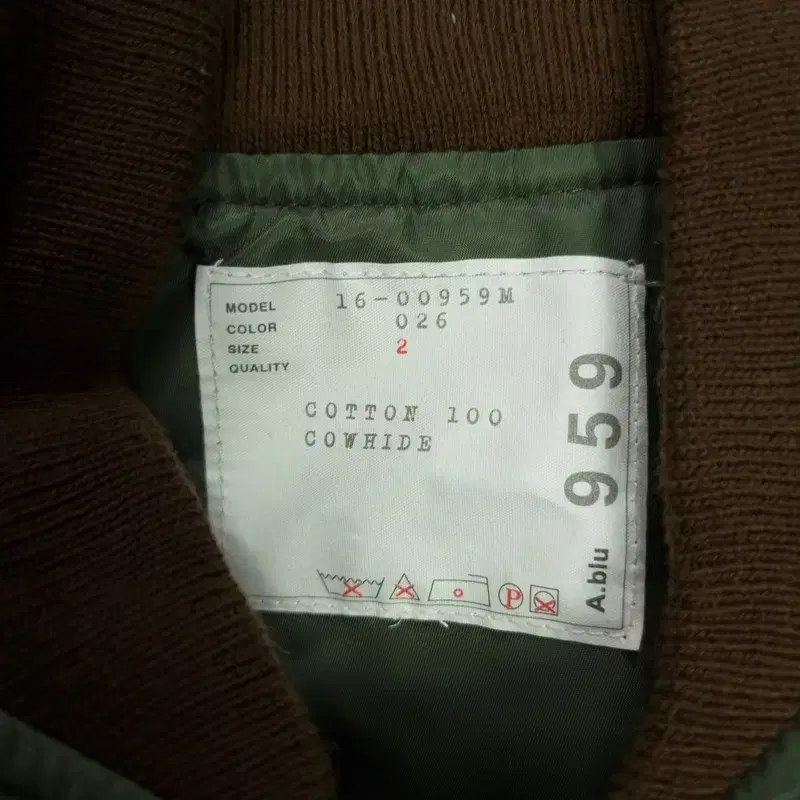 MODEL 16-00959M
COLOR 026
SIZE 2
QUALITY
COTTON 100
COWHIDE
A.blu 959
P